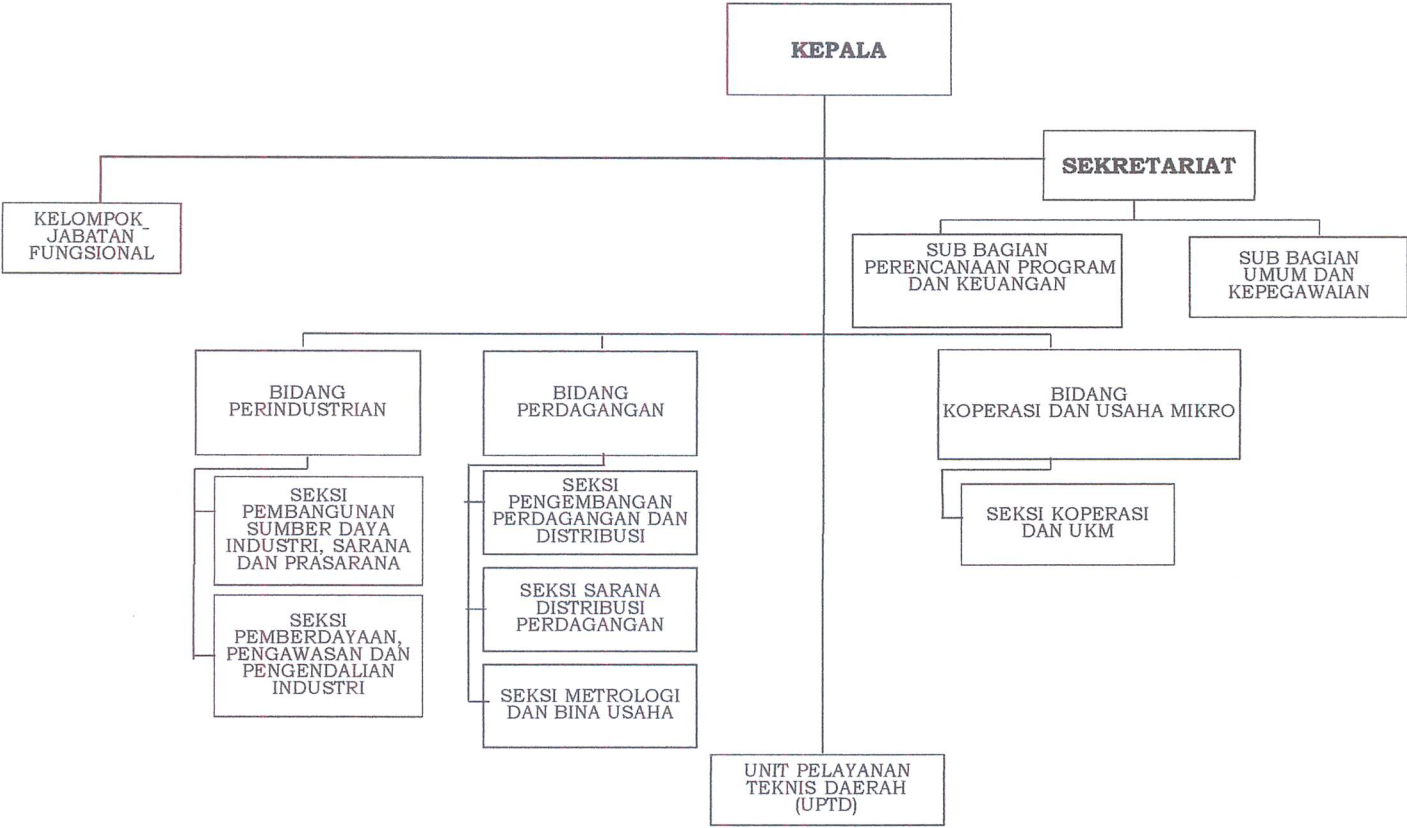 KEPALA
SEKRETARIAT
KELOMPOK
JABATAN
FUNGSIONAL
SUB BAGIAN
PERENCANAAN PROGRAM
DAN KEUANGAN
SUB BAGIAN
UMUM DAN
KEPEGAWAIAN
BIDANG
PERINDUSTRIAN
BIDANG
PERDAGANGAN
BIDANG
KOPERASI DAN USAHA MIKRO
SEKSI
PEMBANGUNAN
SUMBER DAYA
INDUSTRI, SARANA
DAN PRASARANA
SEKSI
PEMBERDAYAAN,
PENGAWASAN DAN
PENGENDALIAN
INDUSTRI
SEKSI
PENGEMBANGAN
PERDAGANGAN DAN
DISTRIBUSI
SEKSI SARANA
DISTRIBUSI
PERDAGANGAN
SEKSI METROLOGI
DAN BINA USAHA
SEKSI KOPERASI
DAN UKM
UNIT PELAYANAN
TEKNIS DAERAH
(UPTD)